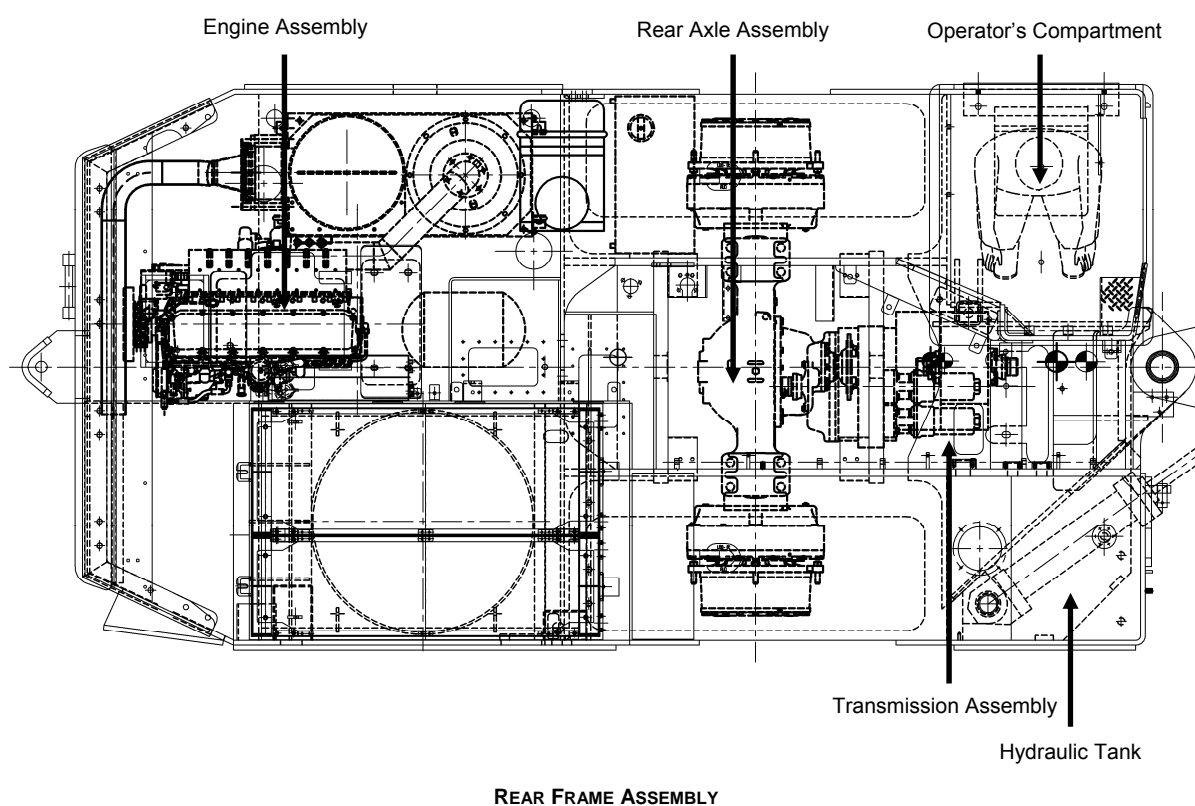 Engine Assembly
Rear Axle Assembly
Operator's Compartment
Transmission Assembly
Hydraulic Tank
REAR FRAME ASSEMBLY